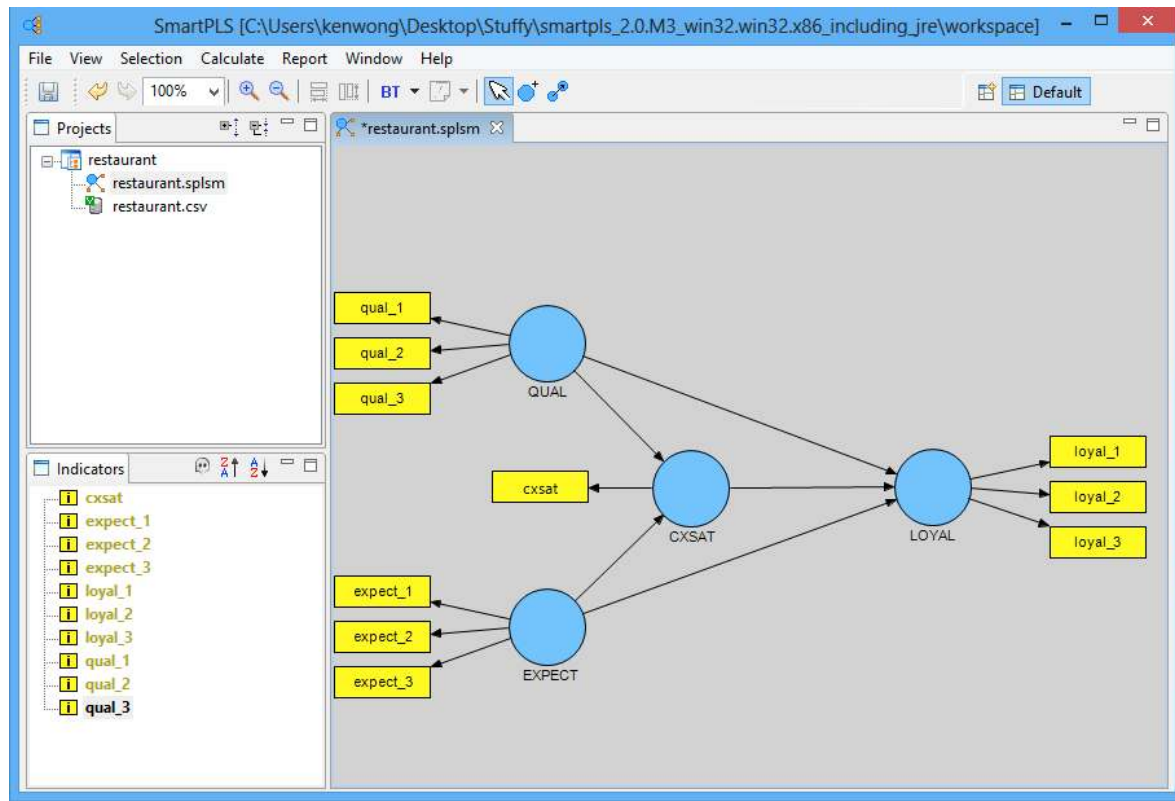 SmartPLS [C:\Users\kenwong\Desktop\Stuffy\smartpls_2.0.M3_win32.win32.x86_including_jre\workspace]
File View Selection Calculate Report Window Help
100% BT Default
Projects
restaurant
restaurant.splsm
restaurant.csv
Indicators
cxsat
expect_1
expect_2
expect_3
loyal_1
loyal_2
loyal_3
qual_1
qual_2
qual_3
*restaurant.splsm
qual_1
qual_2
qual_3
QUAL
cxsat
CXSAT
expect_1
expect_2
expect_3
EXPECT
LOYAL
loyal_1
loyal_2
loyal_3